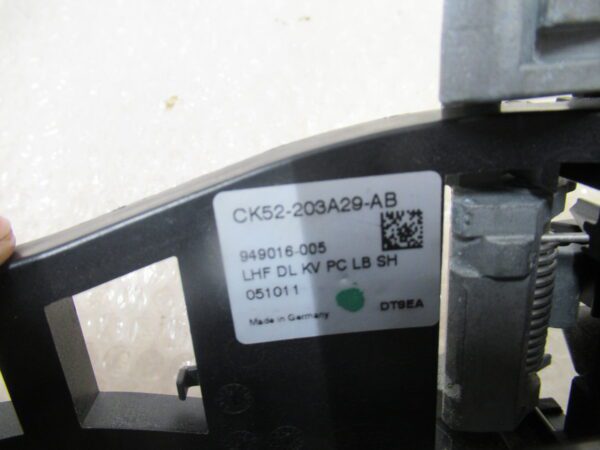 CK52-203A29-AB
949016-005
LHF DL KV PC LB SH
051011
Made in Germany
DT9EA